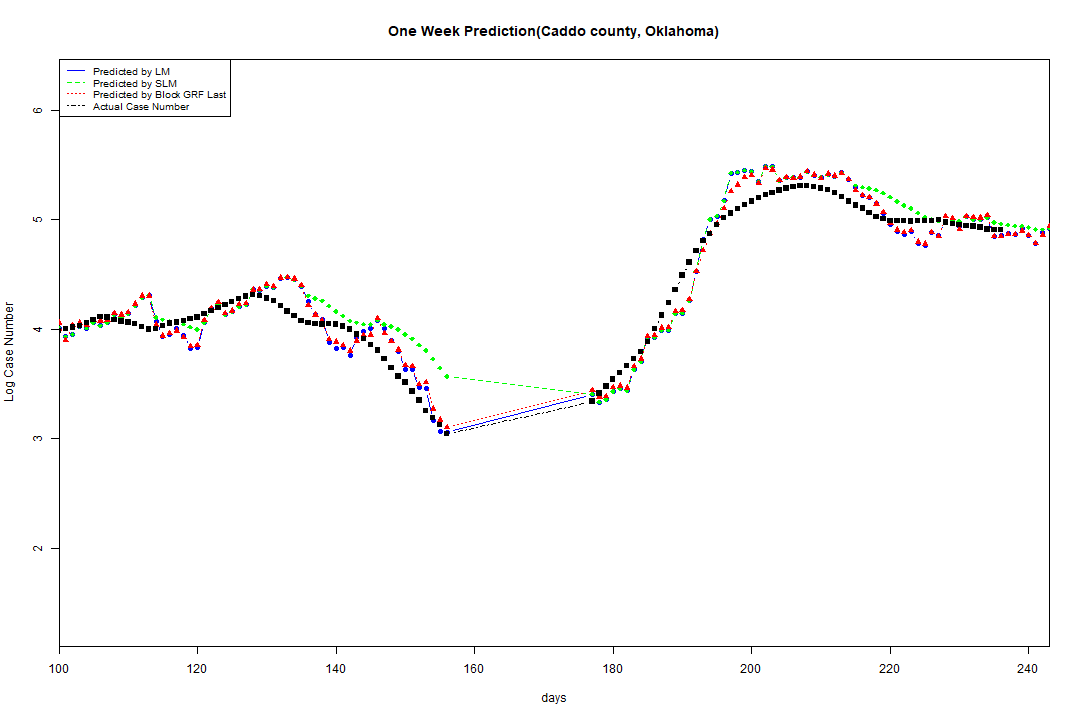 One Week Prediction(Caddo county, Oklahoma)
Predicted by LM
Predicted by SLM
Predicted by Block GRF Last
Actual Case Number
Log Case Number
6
5
4
3
2
100 120 140 160 180 200 220 240
days